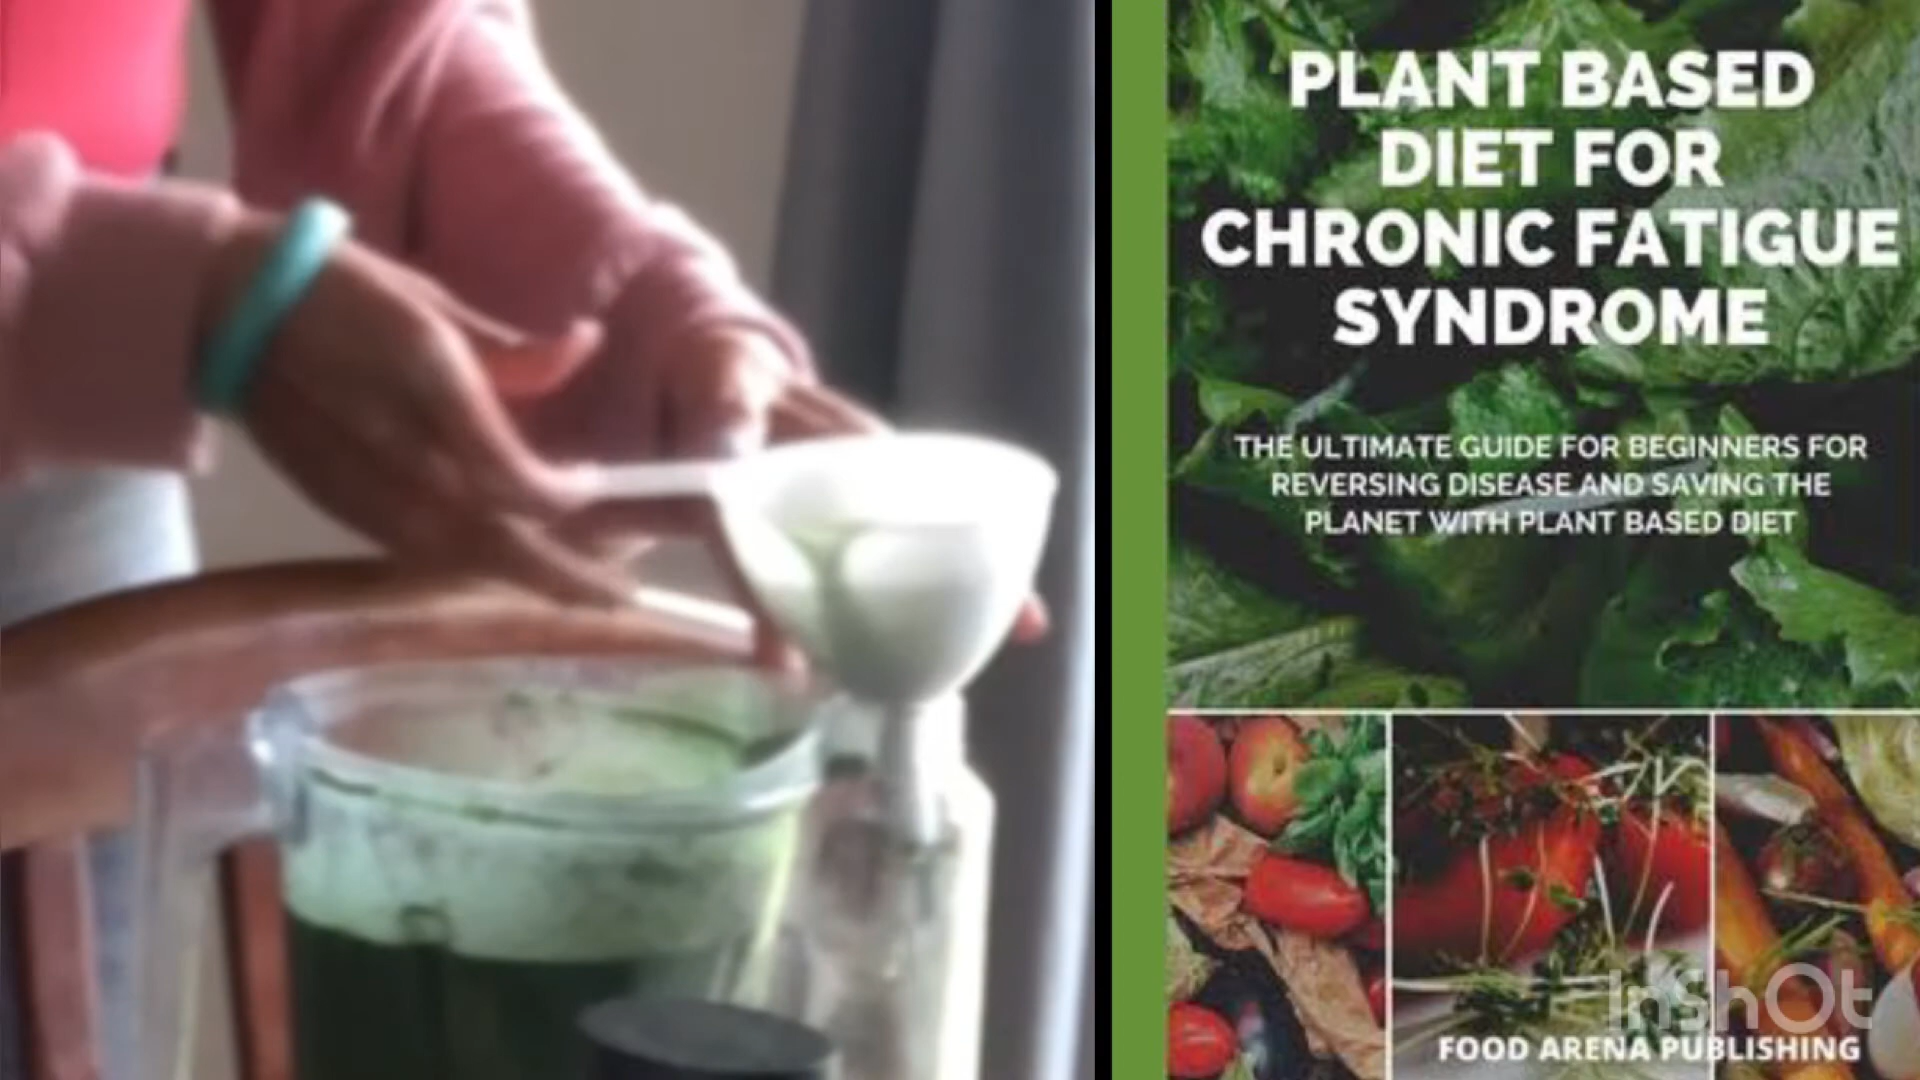 PLANT BASED
DIET FOR
CHRONIC FATIGUE
SYNDROME
THE ULTIMATE GUIDE FOR BEGINNERS FOR
REVERSING DISEASE AND SAVING THE
PLANET WITH PLANT BASED DIET
InShOt
FOOD ARENA PUBLISHING